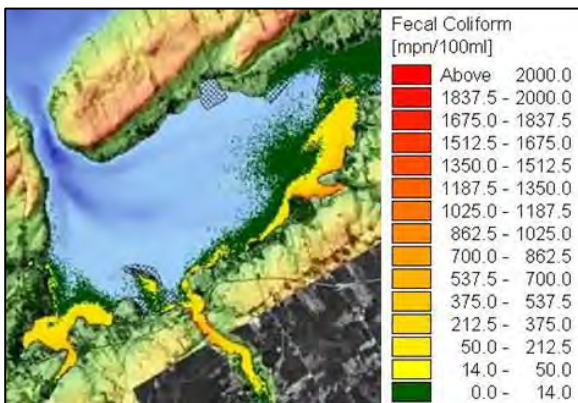 Fecal Coliform
[mpn/100ml]
Above 2000.0
1837.5 - 2000.0
1675.0 - 1837.5
1512.5 - 1675.0
1350.0 - 1512.5
1187.5 - 1350.0
1025.0 - 1187.5
862.5 - 1025.0
700.0 - 862.5
537.5 - 700.0
375.0 - 537.5
212.5 - 375.0
50.0 - 212.5
14.0 - 50.0
0.0 - 14.0